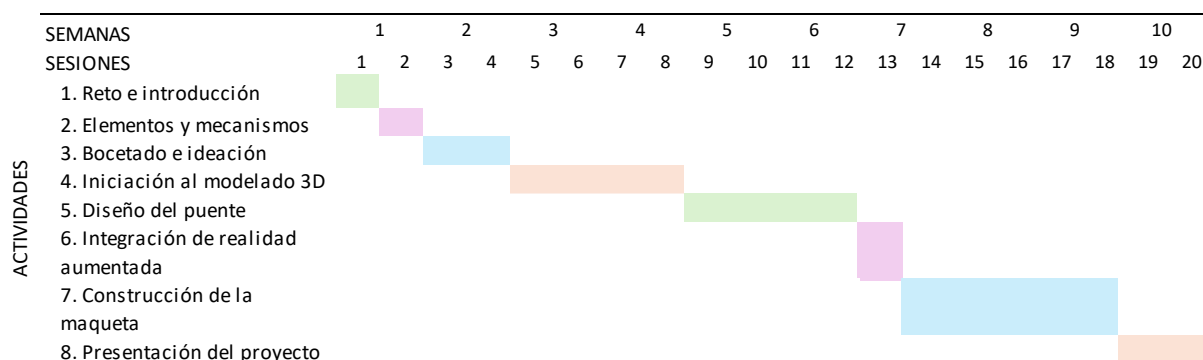 SEMANAS 1 2 3 4 5 6 7 8 9 10
SESIONES 1 2 3 4 5 6 7 8 9 10 11 12 13 14 15 16 17 18 19 20
ACTIVIDADES
1. Reto e introducción
2. Elementos y mecanismos
3. Bocetado e ideación
4. Iniciación al modelado 3D
5. Diseño del puente
6. Integración de realidad
aumentada
7. Construcción de la
maqueta
8. Presentación del proyecto